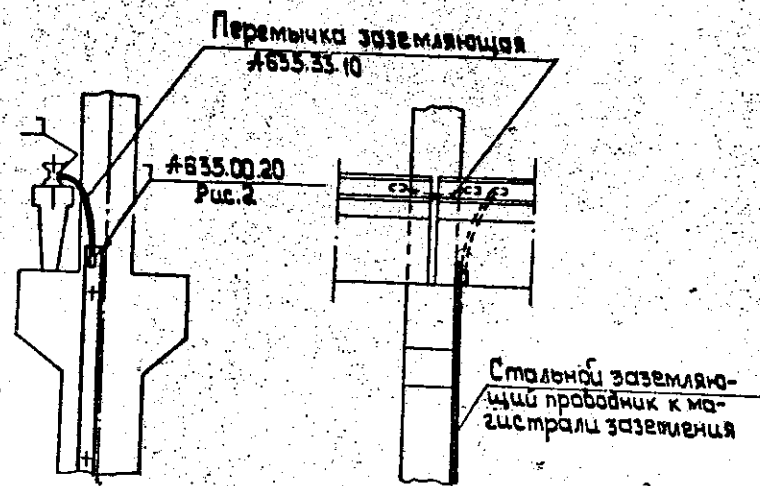 Перемычка заземляющая
А635.33.10
А635.00.20
Рис.2
Стальной заземляю-
щий проводник к ма-
гистрали заземления